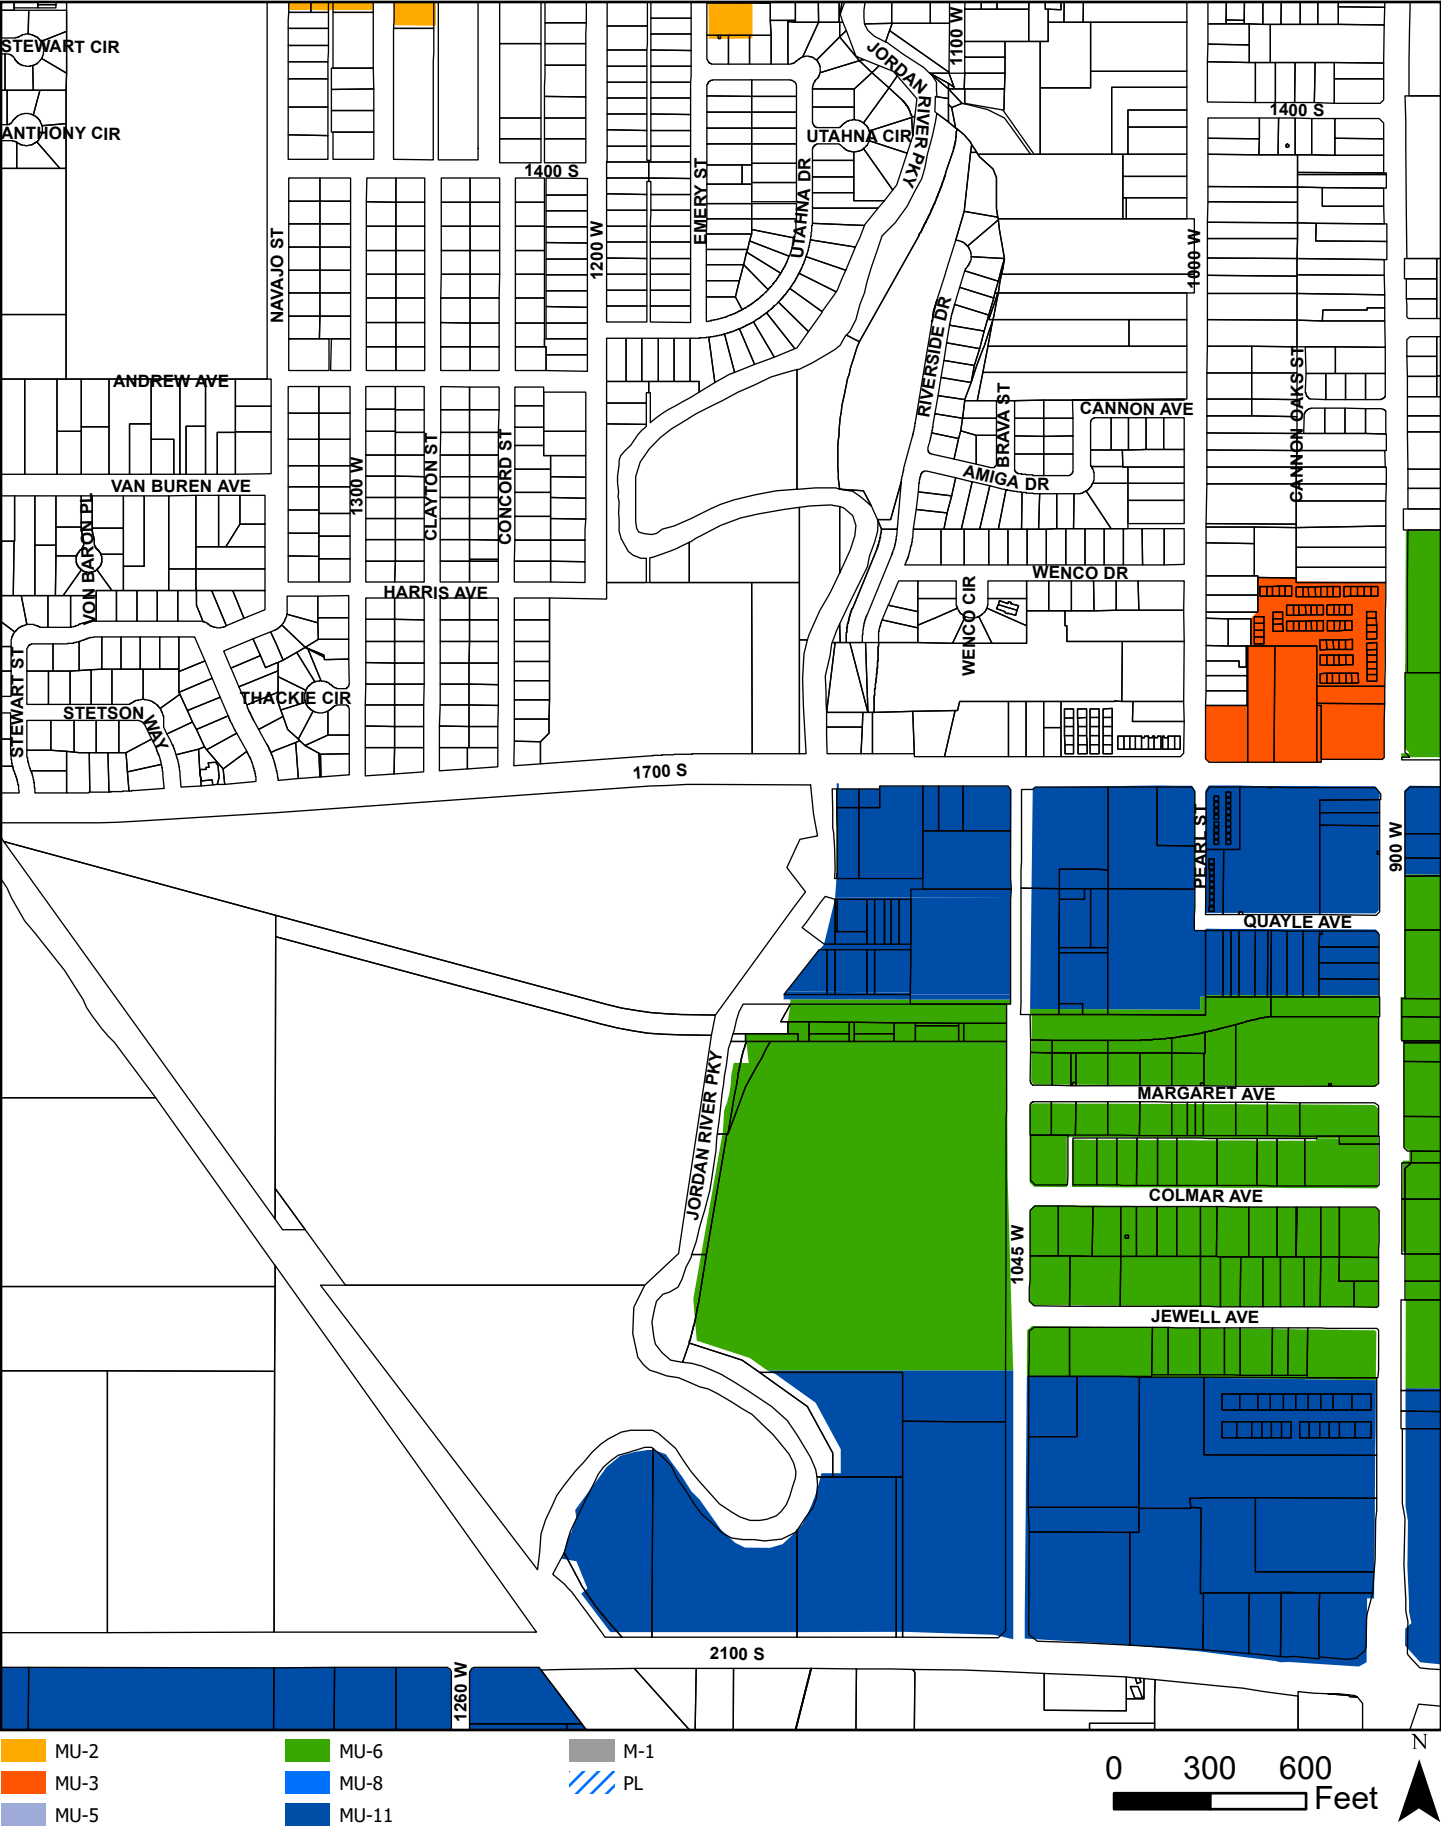 STEWART CIR
1100 W
JORDAN RIVER PKY
1400 S
ANTHONY CIR
UTAHNA CIR
1400 S
EMERY ST
UTAHNA DR
NAVAJO ST
1200 W
1000 W
RIVERSIDE DR
ANDREW AVE
CANNON OAKS ST
BRAVA ST
CANNON AVE
VAN BUREN AVE
1300 W
CLAYTON ST
CONCORD ST
AMIGA DR
VON BARON PL
WENCO DR
HARRIS AVE
WENCO CIR
STEWART ST
THACKIE CIR
STETSON WAY
1700 S
PEARL ST
900 W
QUAYLE AVE
JORDAN RIVER PKY
MARGARET AVE
COLMAR AVE
1045 W
JEWELL AVE
2100 S
1260 W
MU-2
MU-3
MU-5
MU-6
MU-8
MU-11
M-1
PL
0 300 600
Feet
N